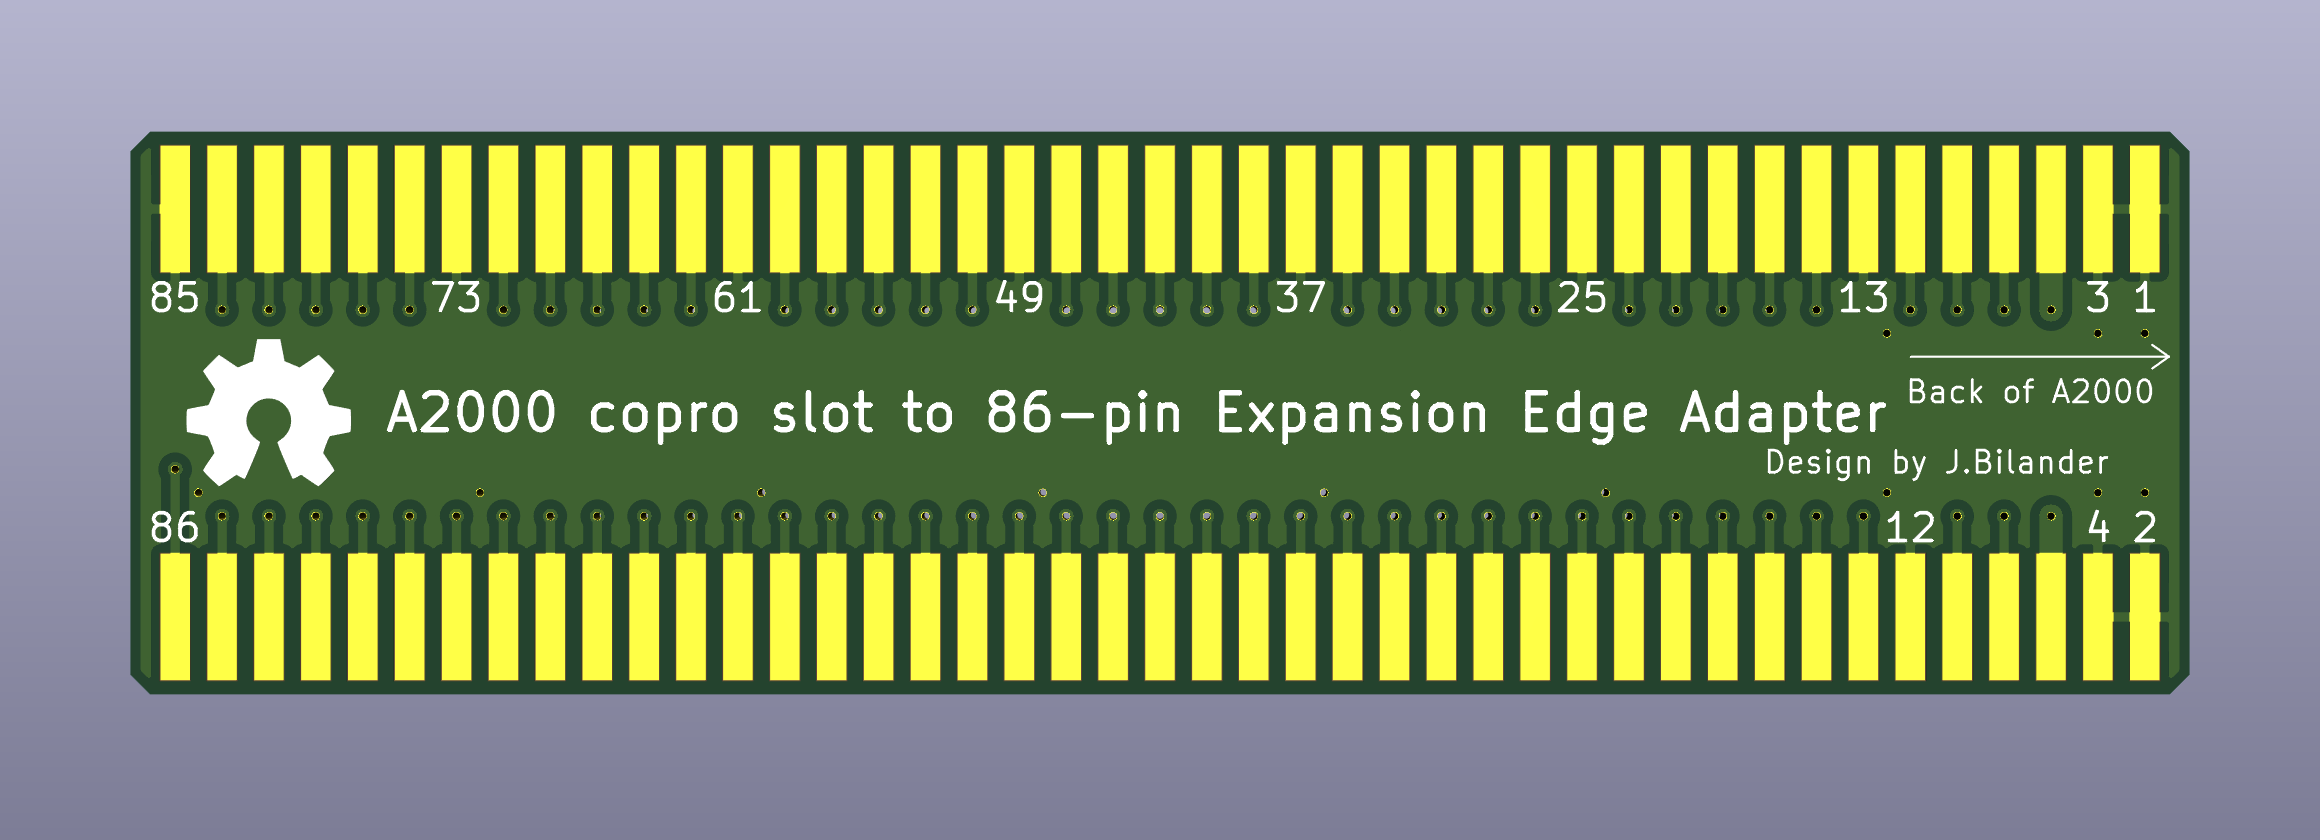 85 73 61 49 37 25 13 3 1
A2000 copro slot to 86-pin Expansion Edge Adapter
Back of A2000
Design by J.Bilander
86 12 4 2